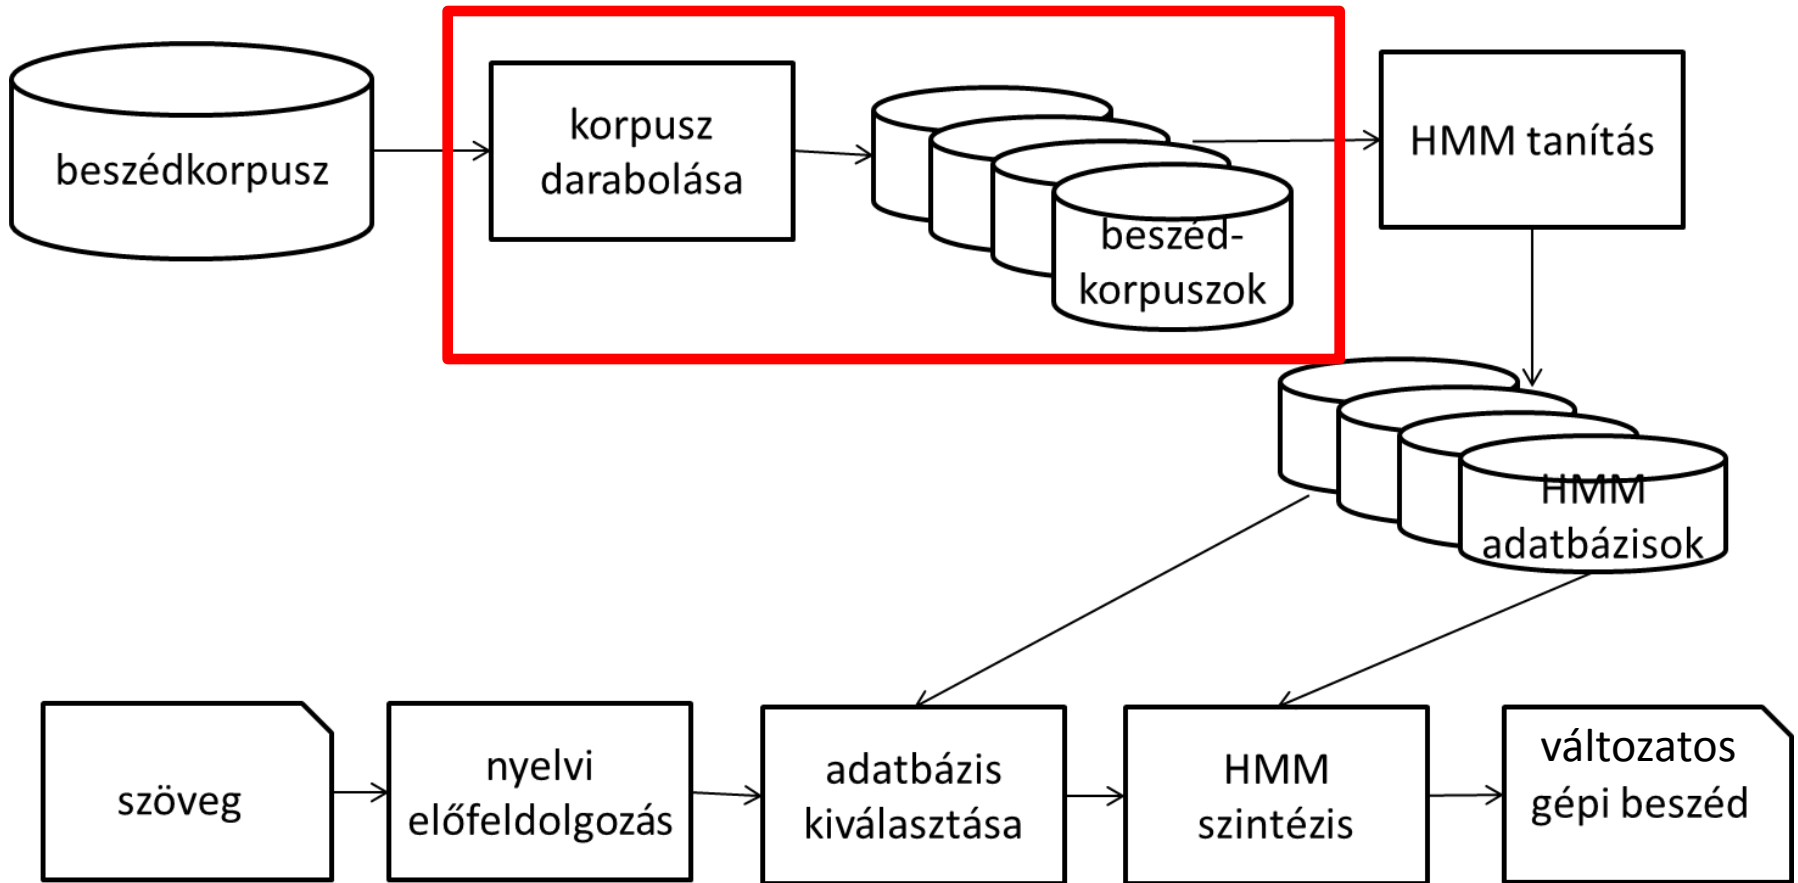 beszédkorpusz
korpusz
darabolása
beszéd-
korpuszok
HMM tanítás
HMM
adatbázisok
szöveg
nyelvi
előfeldolgozás
adatbázis
kiválasztása
HMM
szintézis
változatos
gépi beszéd